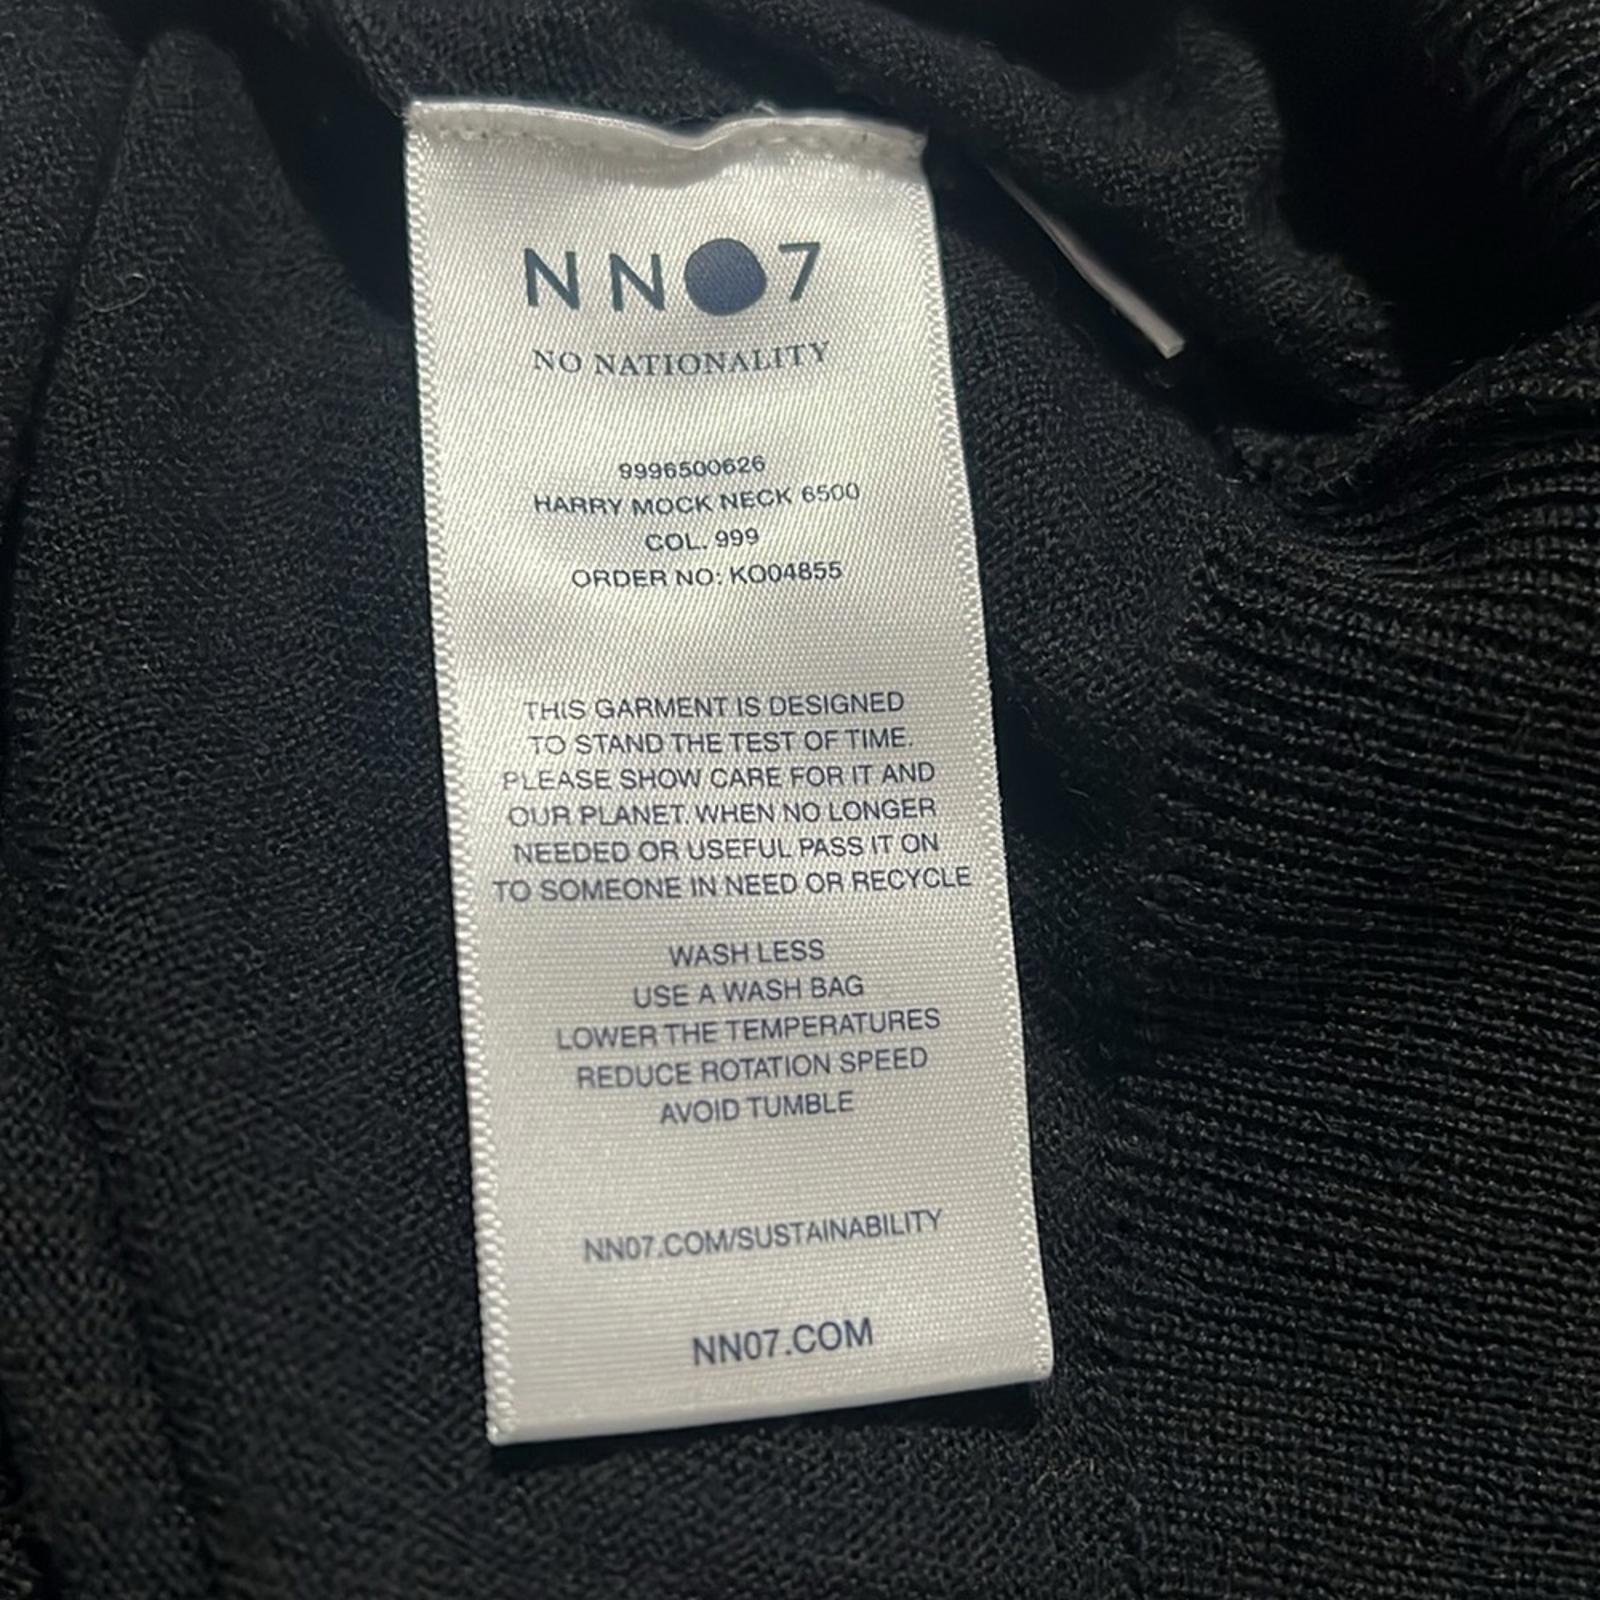 NN07
NO NATIONALITY
9996500626
HARRY MOCK NECK 6500
COL. 999
ORDER NO: KO04855
THIS GARMENT IS DESIGNED
TO STAND THE TEST OF TIME.
PLEASE SHOW CARE FOR IT AND
OUR PLANET. WHEN NO LONGER
NEEDED OR USEFUL PASS IT ON
TO SOMEONE IN NEED OR RECYCLE
WASH LESS
USE A WASH BAG
LOWER THE TEMPERATURES
REDUCE ROTATION SPEED
AVOID TUMBLE
NN07.COM/SUSTAINABILITY
NN07.COM